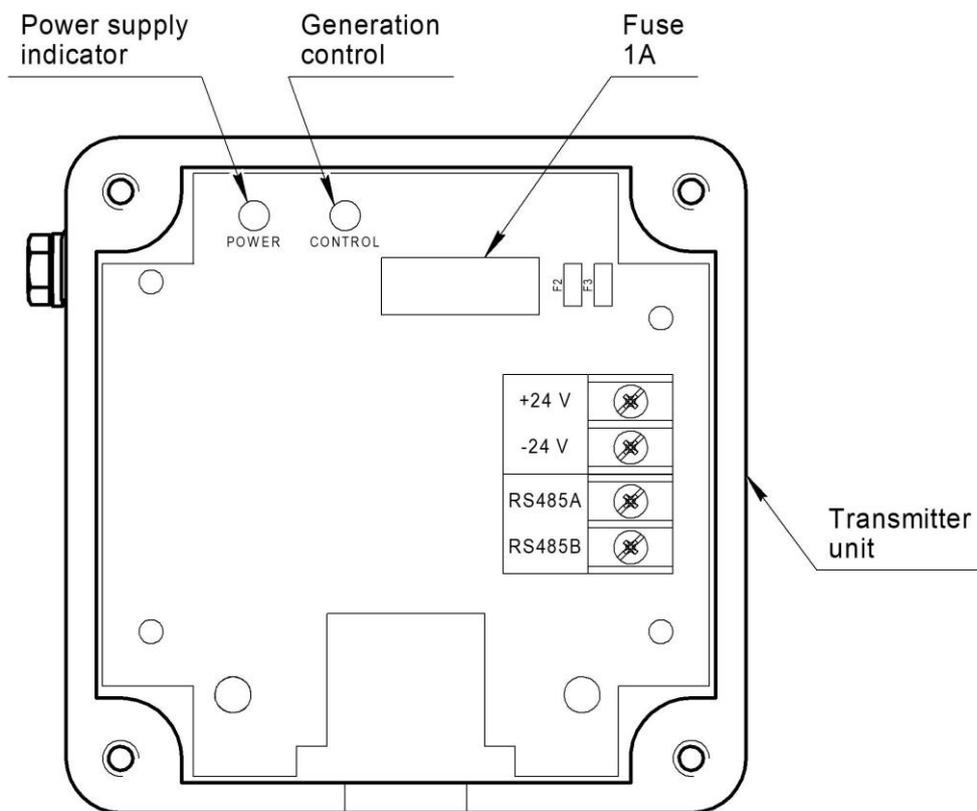 Power supply
indicator
Generation
control
Fuse
1A
POWER
CONTROL
F2
F3
+24 V
-24 V
RS485A
RS485B
Transmitter
unit